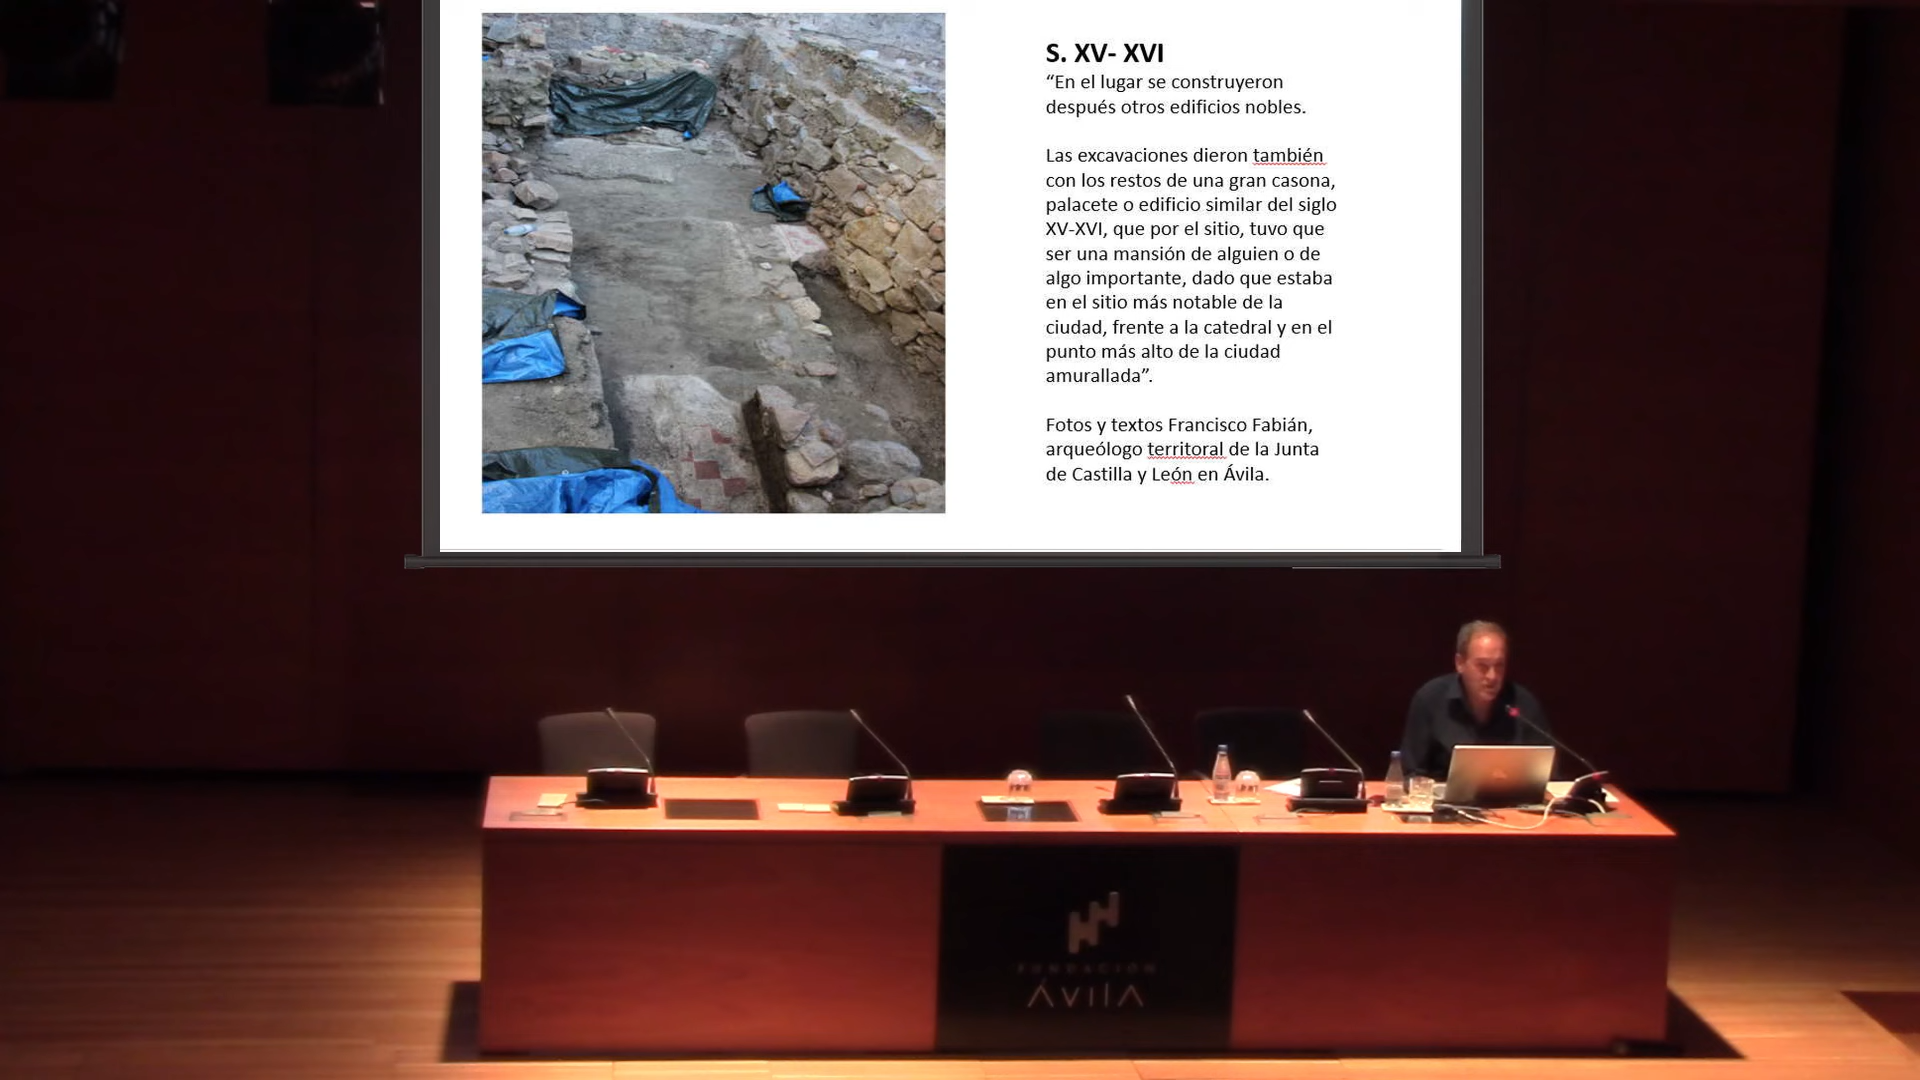 S. XV- XVI
“En el lugar se construyeron
después otros edificios nobles.
Las excavaciones dieron también
con los restos de una gran casona,
palacete o edificio similar del siglo
XV-XVI, que por el sitio, tuvo que
ser una mansión de alguien o de
algo importante, dado que estaba
en el sitio más notable de la
ciudad, frente a la catedral y en el
punto más alto de la ciudad
amurallada”.
Fotos y textos Francisco Fabián,
arqueólogo territoral de la Junta
de Castilla y León en Ávila.
FUNDACIÓN
ÁVILA